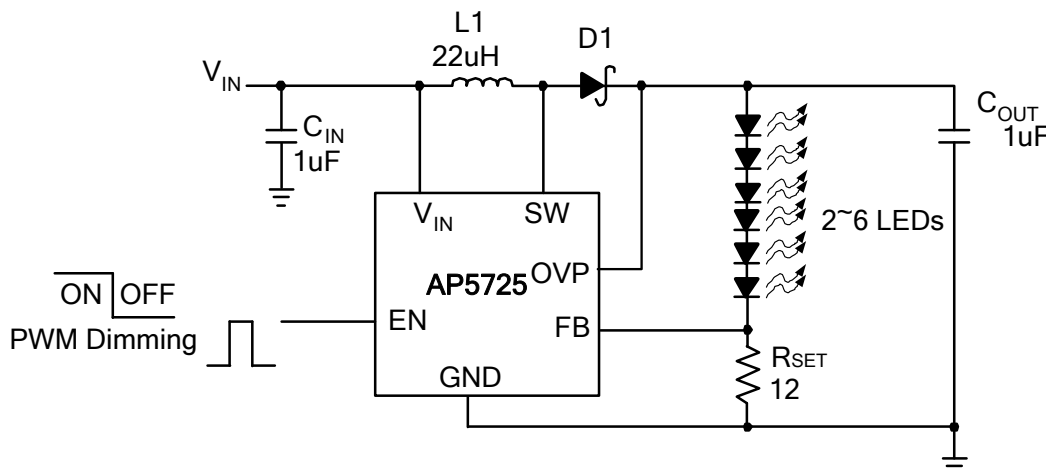 L1
22uH
D1
VIN
CIN
1uF
COUT
1uF
VIN
SW
2~6 LEDs
AP5725
OVP
ON
OFF
EN
FB
PWM Dimming
GND
RSET
12